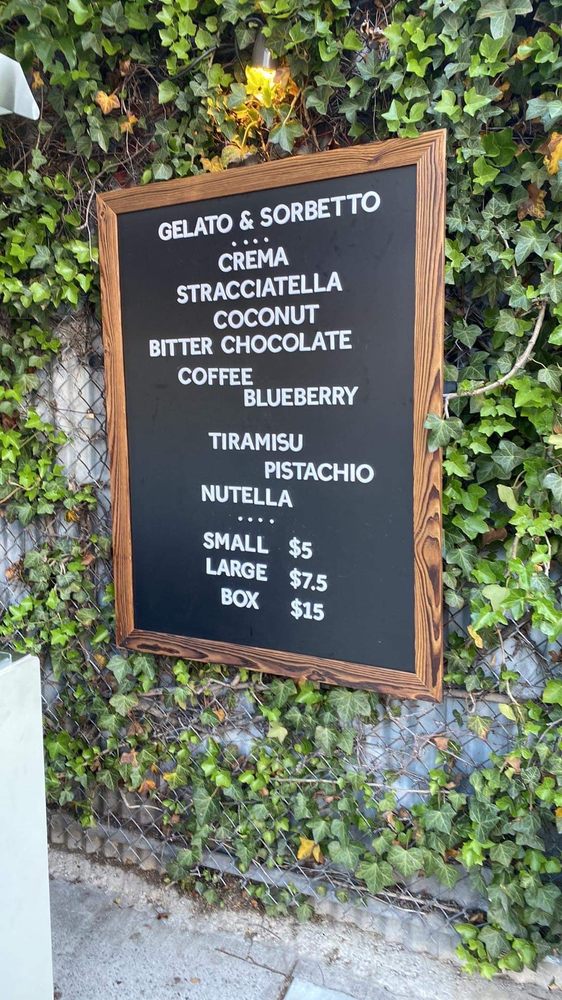 GELATO & SORBETTO
....
CREMA
STRACCIATELLA
COCONUT
BITTER CHOCOLATE
COFFEE
BLUEBERRY
TIRAMISU
PISTACHIO
NUTELLA
....
SMALL $5
LARGE $7.5
BOX $15